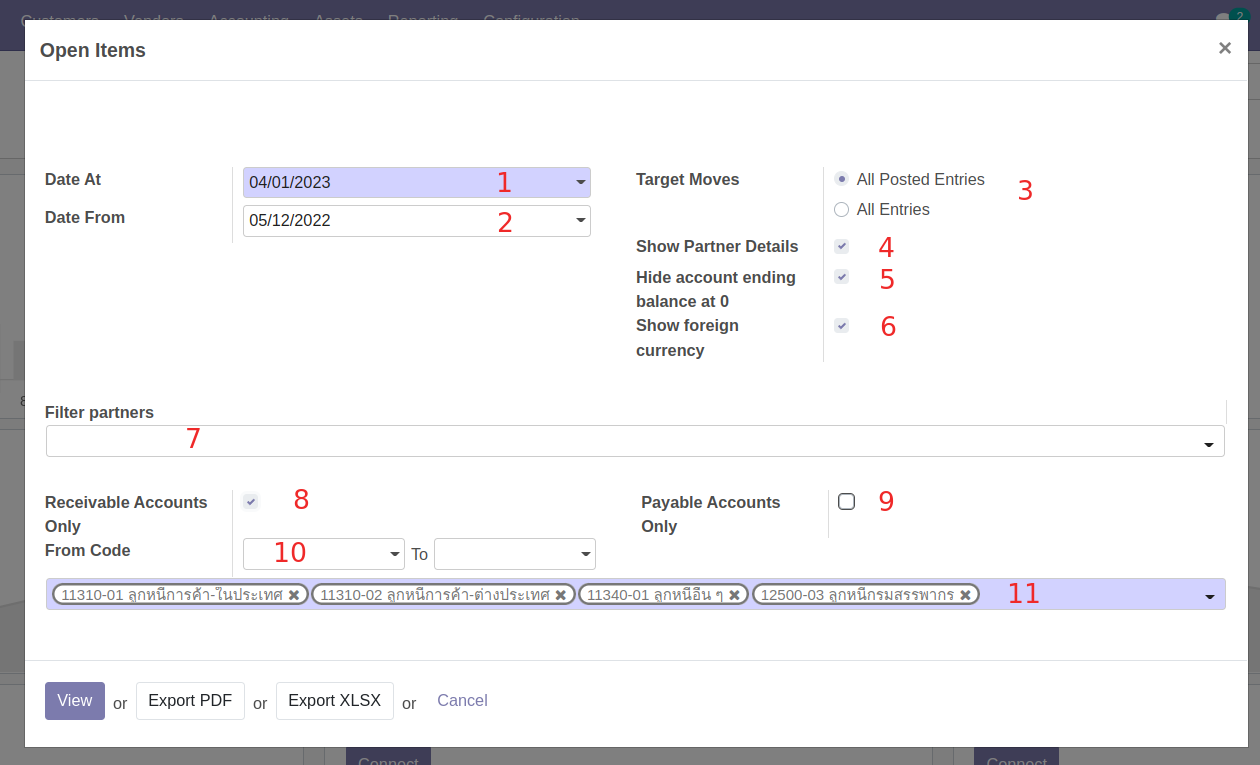 Customers Vendors Accounting Assets Reporting Configuration 2
Open Items ×
Date At 04/01/2023 1
Date From 05/12/2022 2
Target Moves All Posted Entries 3
All Entries
Show Partner Details 4
Hide account ending 5
balance at 0
Show foreign 6
currency
Filter partners
7
Receivable Accounts 8
Only
Payable Accounts 9
Only
From Code 10 To
11310-01 ลูกหนี้การค้า-ในประเทศ 11310-02 ลูกหนี้การค้า-ต่างประเทศ 11340-01 ลูกหนี้อื่น ๆ 12500-03 ลูกหนี้กรมสรรพากร 11
View or Export PDF or Export XLSX or Cancel
Connect Connect